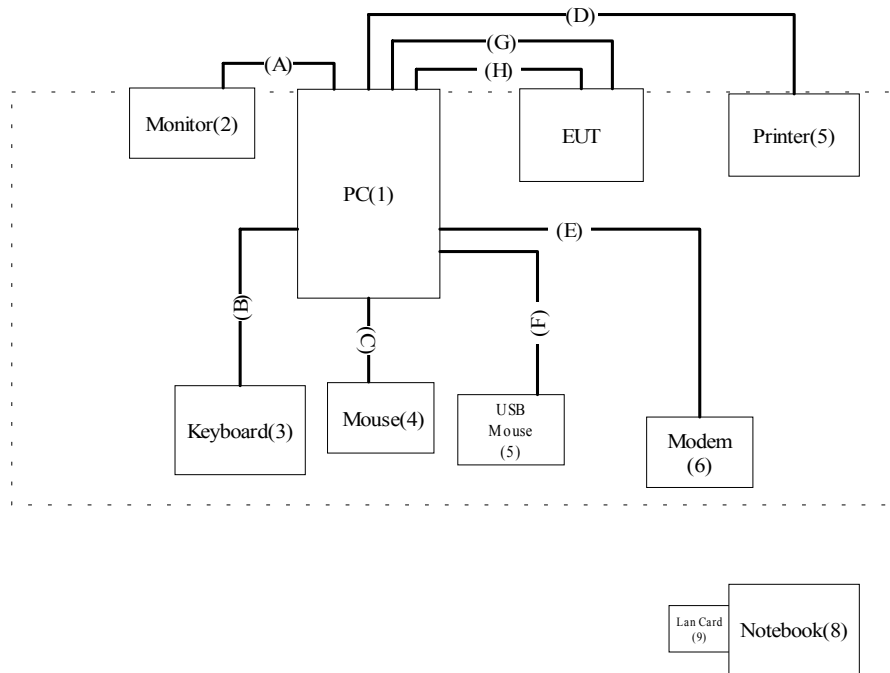 (D)
(G)
(A)
(H)
Monitor(2)
EUT
Printer(5)
PC(1)
(E)
(B)
(C)
(F)
Keyboard(3)
Mouse(4)
USB
Mouse
(5)
Modem
(6)
Lan Card
(9)
Notebook(8)